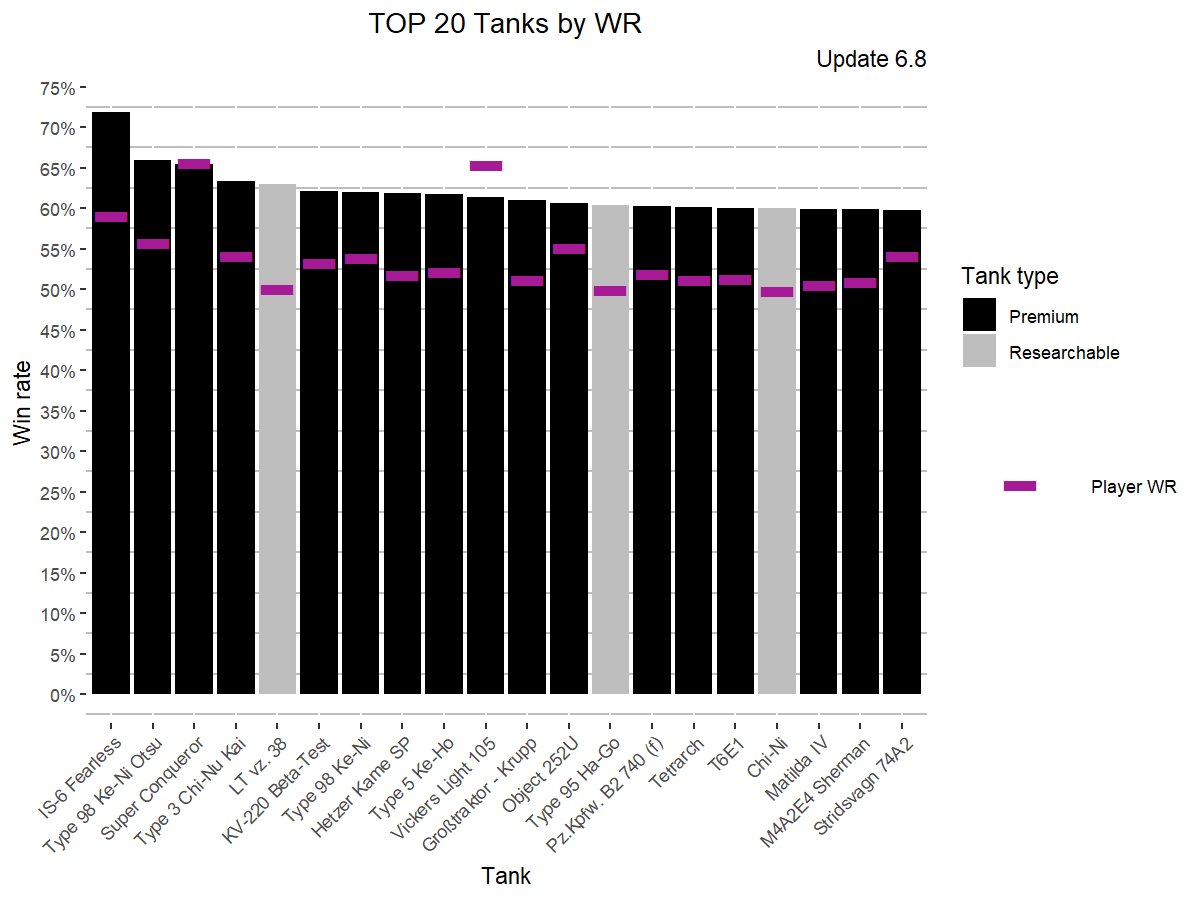 TOP 20 Tanks by WR
Update 6.8
75%
70%
65%
60%
55%
50%
45%
40%
35%
30%
25%
20%
15%
10%
5%
0%
Win rate
IS-6 Fearless
Type 98 Ke-Ni Otsu
Super Conqueror
Type 3 Chi-Nu Kai
LT vz. 38
KV-220 Beta-Test
Type 98 Ke-Ni
Hetzer Kame SP
Type 5 Ke-Ho
Vickers Light 105
Großtraktor - Krupp
Object 252U
Type 95 Ha-Go
Pz.Kpfw. B2 740 (f)
Tetrarch
T6E1
Chi-Ni
Matilda IV
M4A2E4 Sherman
Stridsvagn 74A2
Tank
Tank type
Premium
Researchable
Player WR